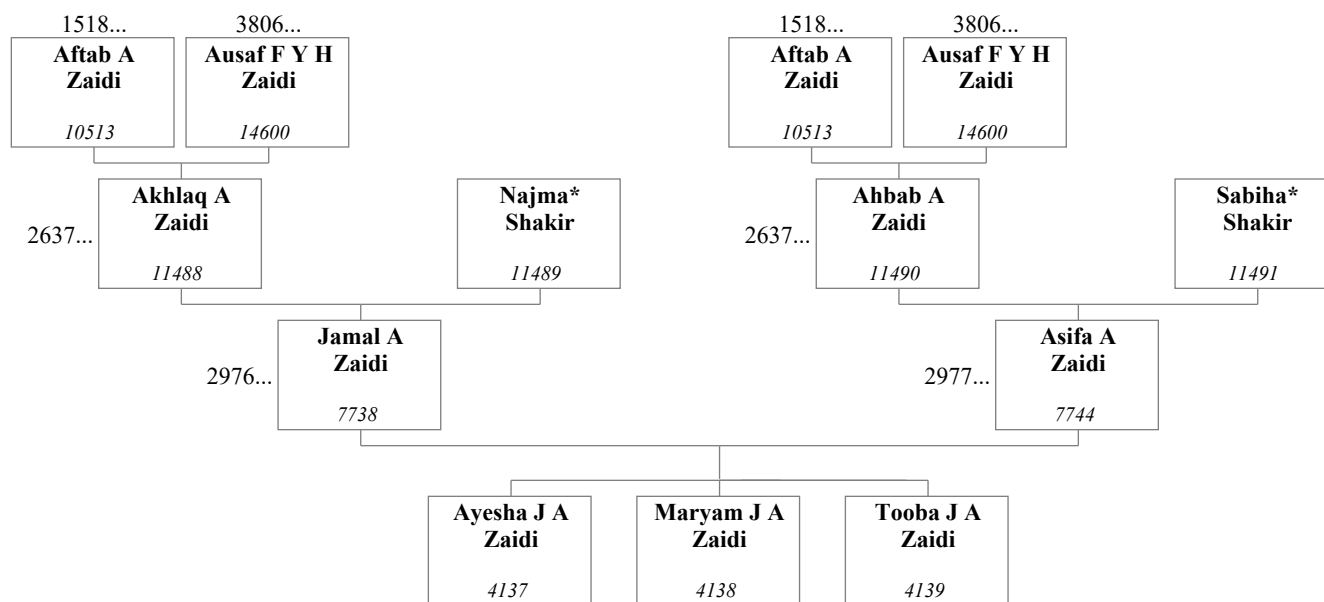 1518...
3806...
1518...
3806...
Aftab A
Zaidi
10513
Ausaf F Y H
Zaidi
14600
Aftab A
Zaidi
10513
Ausaf F Y H
Zaidi
14600
2637...
Akhlaq A
Zaidi
11488
Najma*
Shakir
11489
2637...
Ahbab A
Zaidi
11490
Sabiha*
Shakir
11491
2976...
Jamal A
Zaidi
7738
2977...
Asifa A
Zaidi
7744
Ayesha J A
Zaidi
4137
Maryam J A
Zaidi
4138
Tooba J A
Zaidi
4139